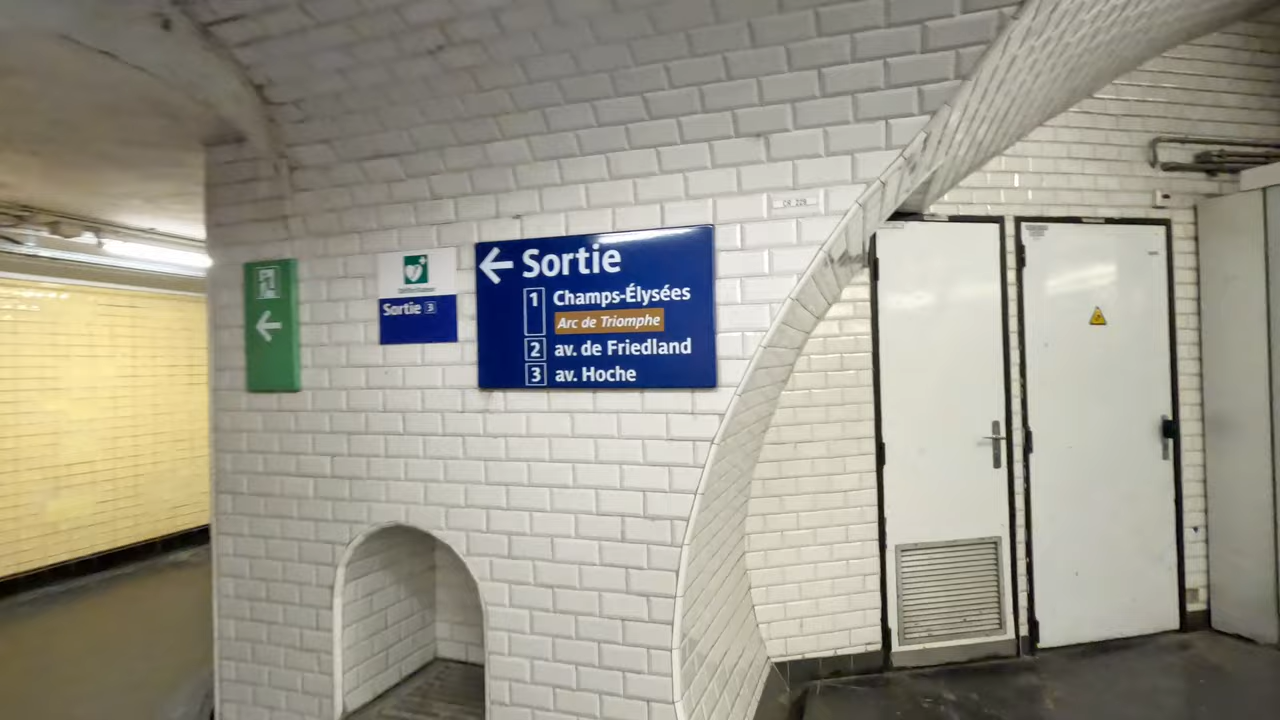 Sortie 3
Sortie
1 Champs-Élysées
Arc de Triomphe
2 av. de Friedland
3 av. Hoche